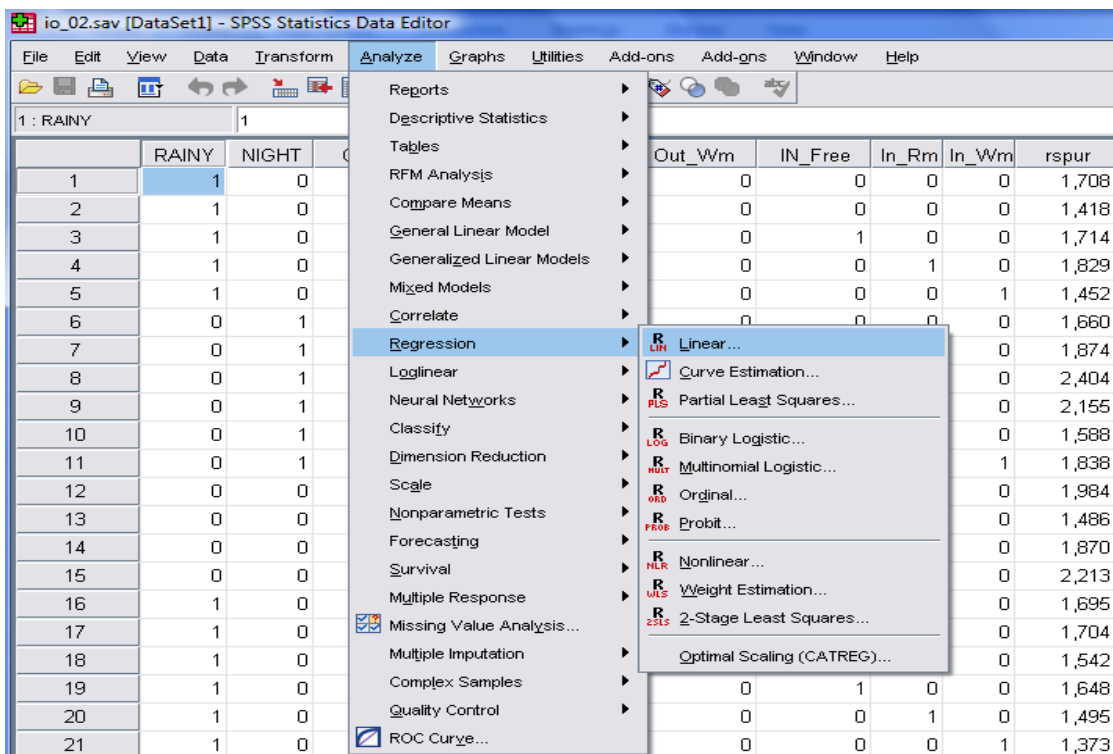 io_02.sav [DataSet1] - SPSS Statistics Data Editor
File Edit View Data Transform Analyze Graphs Utilities Add-ons Add-ons Window Help
1 : RAINY 1
RAINY NIGHT Out_Wm IN_Free In_Rm In_Wm rspur
1 1 0 0 0 0 0 1,708
2 1 0 0 0 0 0 1,418
3 1 0 0 1 0 0 1,714
4 1 0 0 0 1 0 1,829
5 1 0 0 0 0 1 1,452
6 0 1 0 0 0 0 1,660
7 0 1 0 1,874
8 0 1 0 2,404
9 0 1 0 2,155
10 0 1 0 1,588
11 0 1 1 1,838
12 0 0 0 1,984
13 0 0 0 1,486
14 0 0 0 1,870
15 0 0 0 2,213
16 1 0 0 1,695
17 1 0 0 1,704
18 1 0 0 1,542
19 1 0 0 1 0 0 1,648
20 1 0 0 0 1 0 1,495
21 1 0 0 0 0 1 1,373
Reports
Descriptive Statistics
Tables
RFM Analysis
Compare Means
General Linear Model
Generalized Linear Models
Mixed Models
Correlate
Regression
Loglinear
Neural Networks
Classify
Dimension Reduction
Scale
Nonparametric Tests
Forecasting
Survival
Multiple Response
Missing Value Analysis...
Multiple Imputation
Complex Samples
Quality Control
ROC Curve...
R LIN Linear...
Curve Estimation...
R PLS Partial Least Squares...
R LOG Binary Logistic...
R MULT Multinomial Logistic...
R ORD Ordinal...
R PROB Probit...
R NLR Nonlinear...
R WLS Weight Estimation...
R 2SLS 2-Stage Least Squares...
Optimal Scaling (CATREG)...